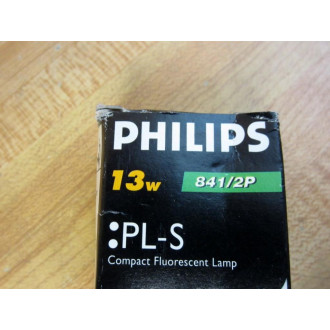 PHILIPS
13w 841/2P
:PL-S
Compact Fluorescent Lamp